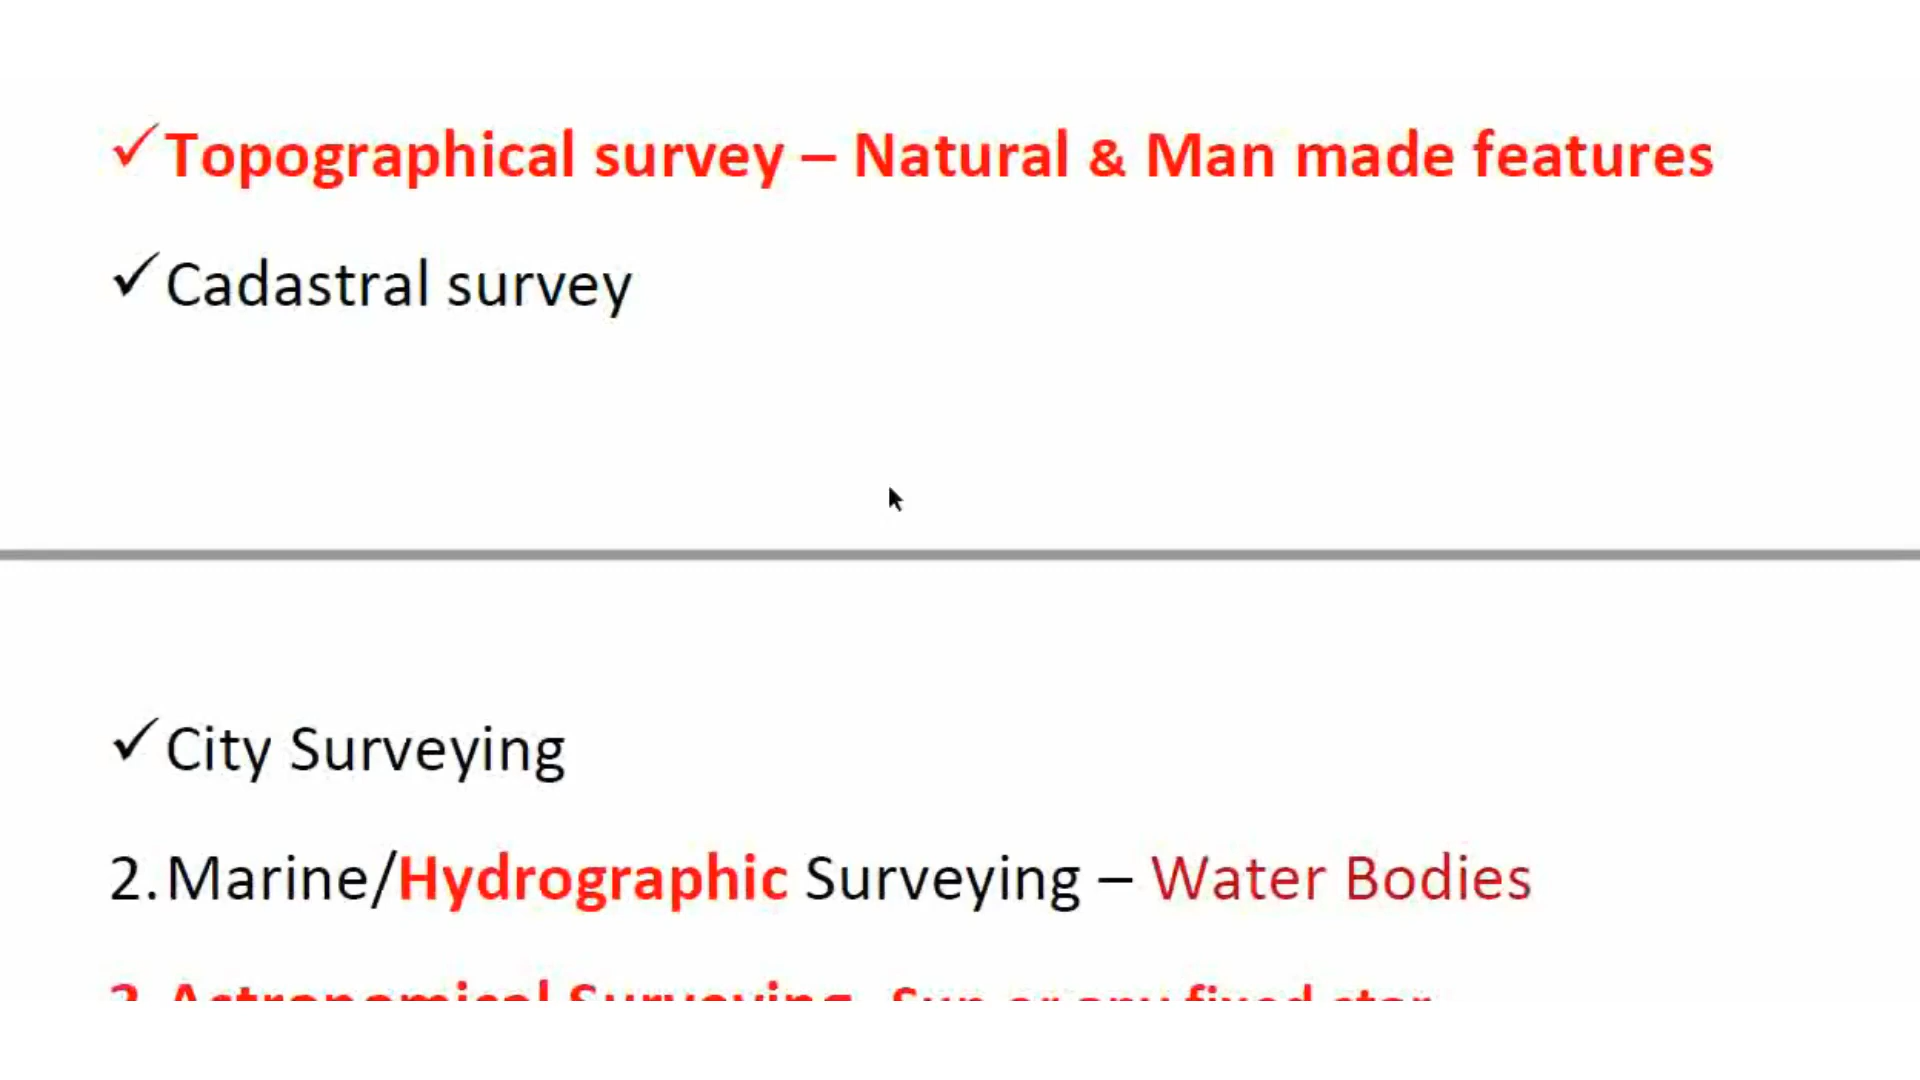 ✓Topographical survey – Natural & Man made features
✓Cadastral survey
✓City Surveying
2.Marine/Hydrographic Surveying – Water Bodies
3.Astronomical Surveying- Sun or any fixed star